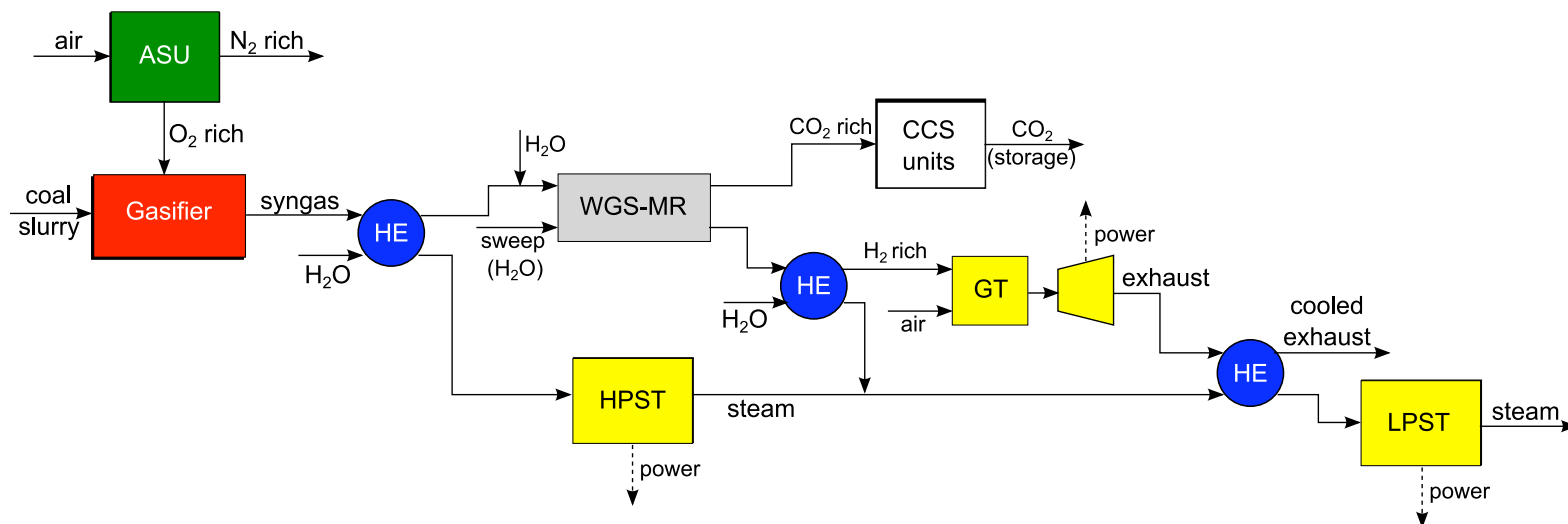 air
ASU
N₂ rich
O₂ rich
coal
slurry
Gasifier
syngas
H₂O
HE
H₂O
sweep
(H₂O)
WGS-MR
CO₂ rich
CCS
units
CO₂
(storage)
H₂O
HE
H₂ rich
air
GT
power
exhaust
cooled
exhaust
HE
HPST
steam
power
LPST
steam
power